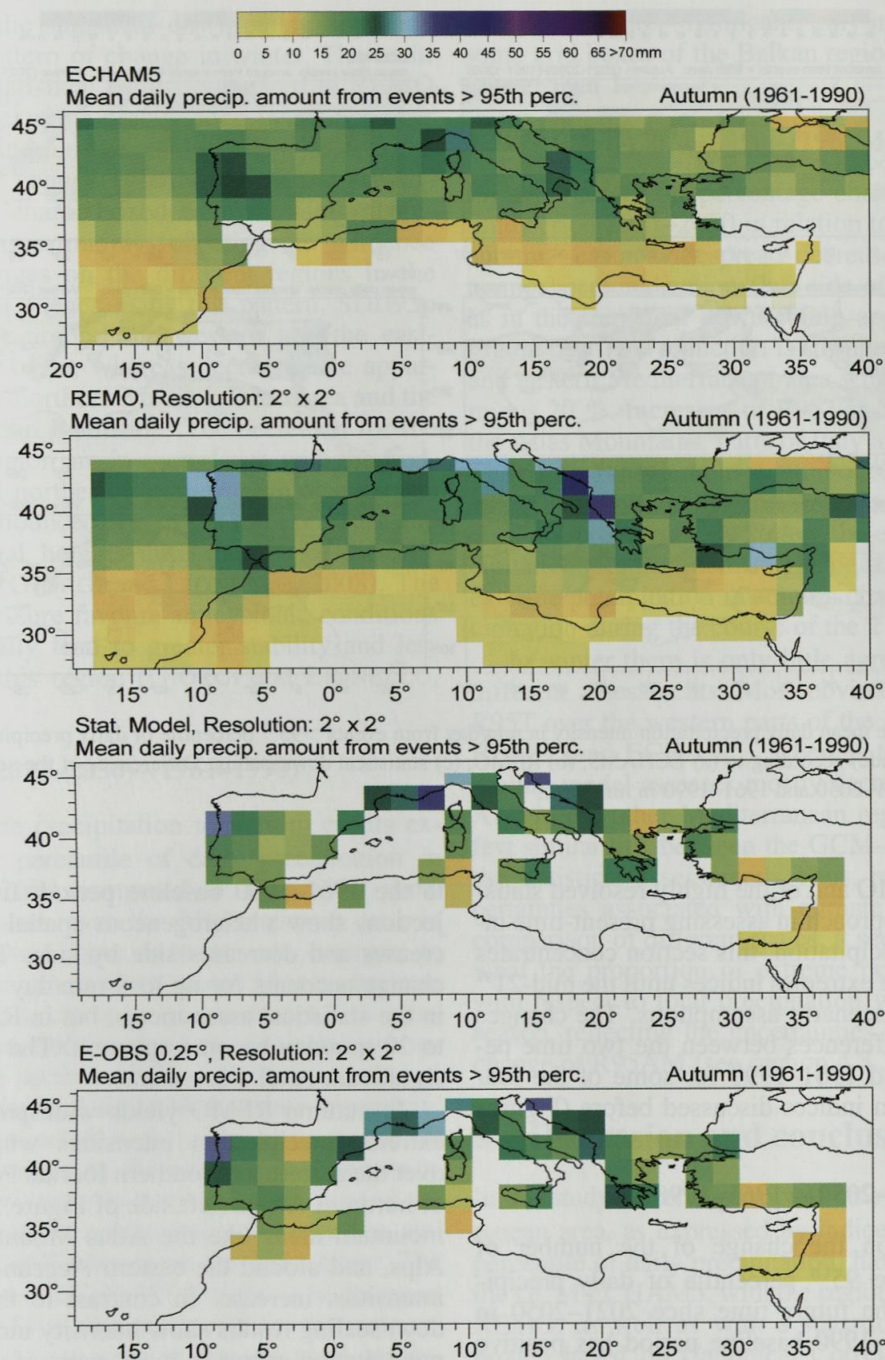 0 5 10 15 20 25 30 35 40 45 50 55 60 65 >70mm
ECHAM5
Mean daily precip. amount from events > 95th perc. Autumn (1961-1990)
45°
40°
35°
30°
20° 15° 10° 5° 0° 5° 10° 15° 20° 25° 30° 35° 40°
REMO, Resolution: 2° x 2°
Mean daily precip. amount from events > 95th perc. Autumn (1961-1990)
45°
40°
35°
30°
15° 10° 5° 0° 5° 10° 15° 20° 25° 30° 35° 40°
Stat. Model, Resolution: 2° x 2°
Mean daily precip. amount from events > 95th perc. Autumn (1961-1990)
45°
40°
35°
30°
15° 10° 5° 0° 5° 10° 15° 20° 25° 30° 35° 40°
E-OBS 0.25°, Resolution: 2° x 2°
Mean daily precip. amount from events > 95th perc. Autumn (1961-1990)
45°
40°
35°
30°
15° 10° 5° 0° 5° 10° 15° 20° 25° 30° 35° 40°